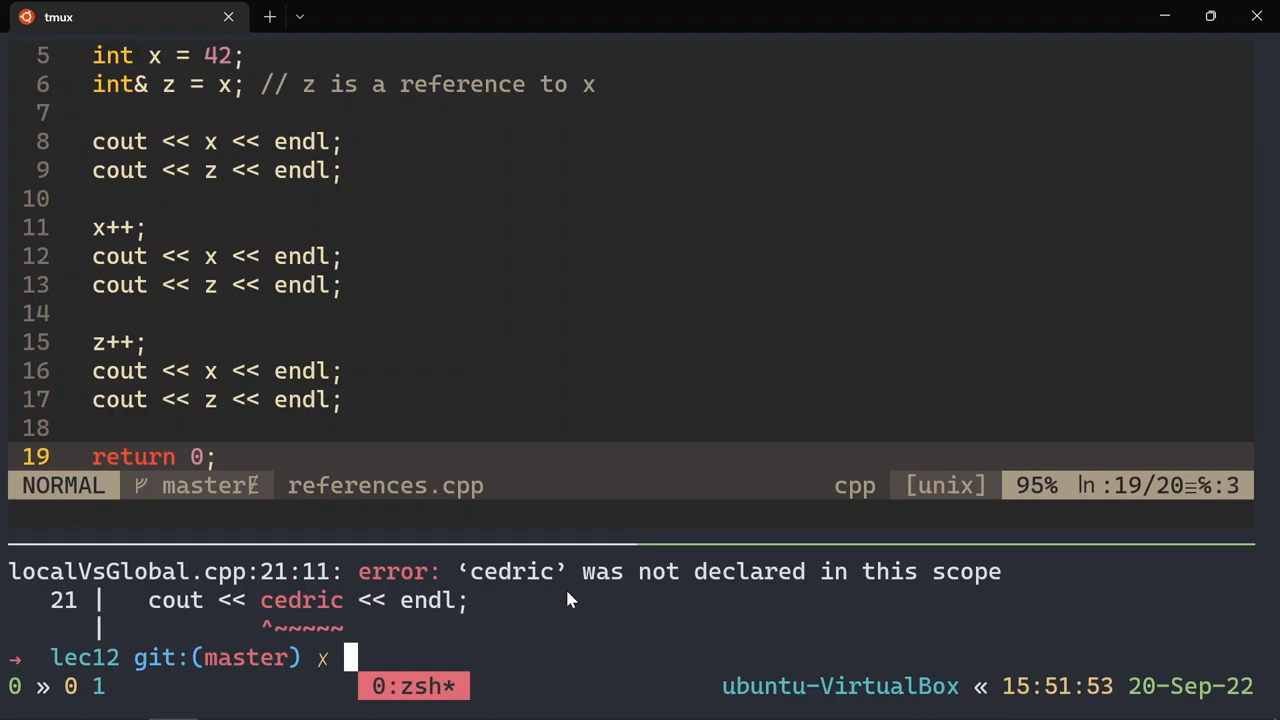 tmux
5 int x = 42;
6 int& z = x; // z is a reference to x
7
8 cout << x << endl;
9 cout << z << endl;
10
11 x++;
12 cout << x << endl;
13 cout << z << endl;
14
15 z++;
16 cout << x << endl;
17 cout << z << endl;
18
19 return 0;
NORMAL master references.cpp cpp [unix] 95% ln :19/20≡℅:3
localVsGlobal.cpp:21:11: error: ‘cedric’ was not declared in this scope
21 | cout << cedric << endl;
| ^~~~~~
→ lec12 git:(master) ✗
0 » 0 1 0:zsh* ubuntu-VirtualBox « 15:51:53 20-Sep-22